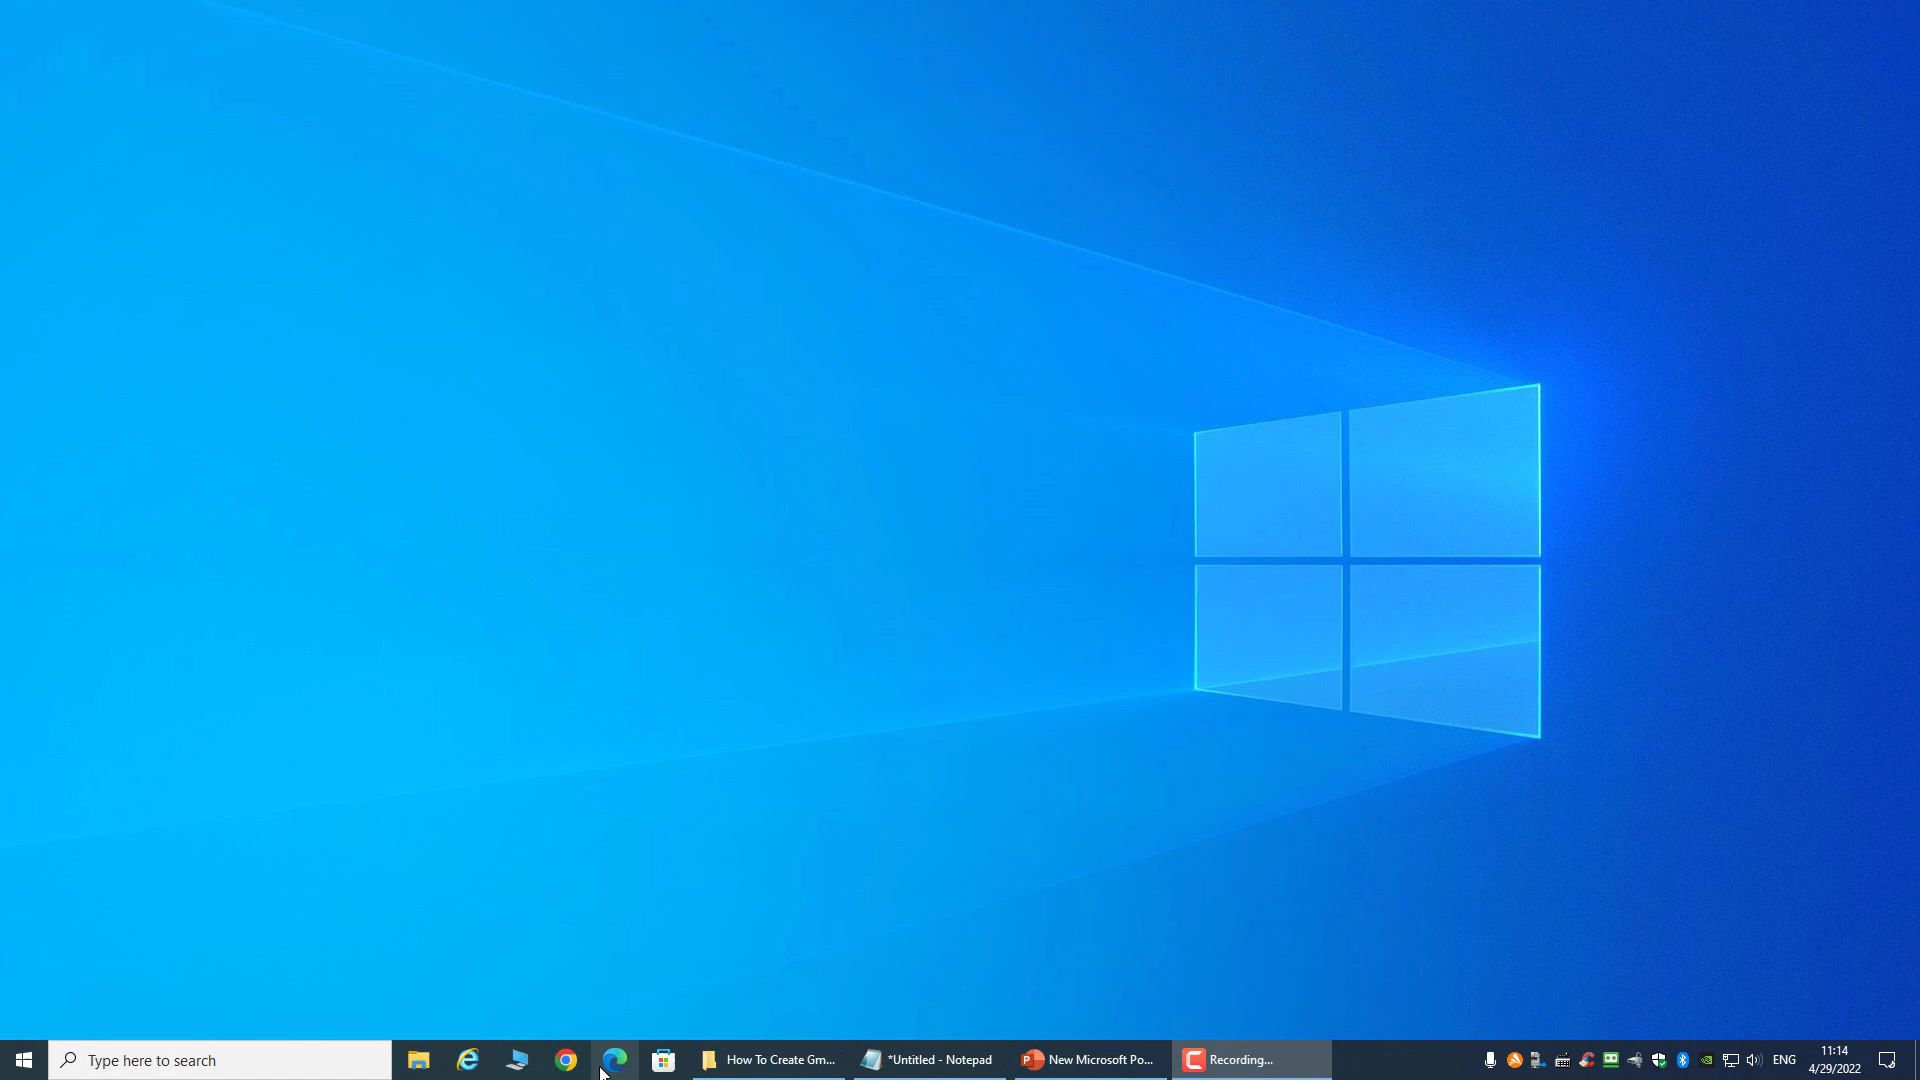 Type here to search
How To Create Gm...
*Untitled - Notepad
New Microsoft Po...
Recording...
ENG
11:14
4/29/2022